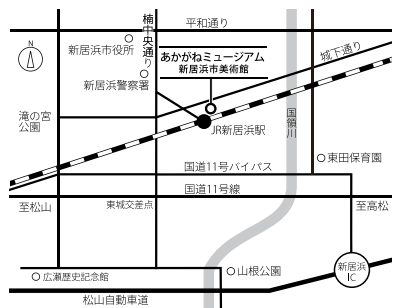 楠中央通り
平和通り
新居浜市役所
N
あかがねミュージアム
新居浜市美術館
城下通り
新居浜警察署
滝の宮
公園
JR新居浜駅
国領川
東田保育園
国道11号バイパス
国道11号線
至松山
東城交差点
至高松
新居浜
IC
広瀬歴史記念館
山根公園
松山自動車道